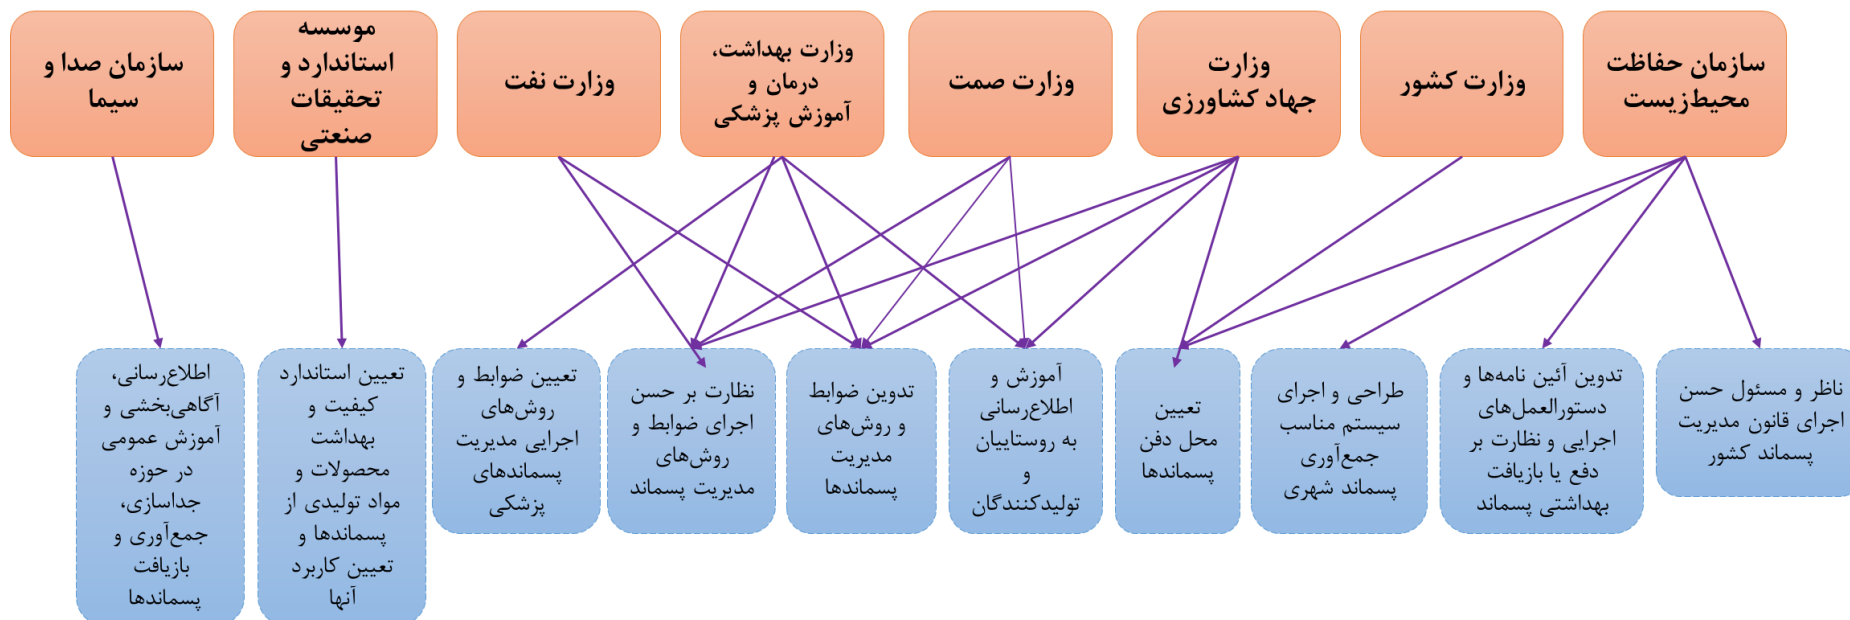 سازمان حفاظت
محیط‌زیست
وزارت کشور
وزارت
جهاد کشاورزی
وزارت صمت
وزارت بهداشت،
درمان و
آموزش پزشکی
وزارت نفت
موسسه
استاندارد و
تحقیقات
صنعتی
سازمان صدا و
سیما
ناظر و مسئول حسن
اجرای قانون مدیریت
پسماند کشور
تدوین آئین نامه‌ها و
دستورالعمل‌های
اجرایی و نظارت بر
دفع یا بازیافت
بهداشتی پسماند
طراحی و اجرای
سیستم مناسب
جمع‌آوری
پسماند شهری
تعیین
محل دفن
پسماندها
آموزش و
اطلاع‌رسانی
به روستاییان
و
تولیدکنندگان
تدوین ضوابط
و روش‌های
مدیریت
پسماندها
نظارت بر حسن
اجرای ضوابط و
روش‌های
مدیریت پسماند
تعیین ضوابط و
روش‌های
اجرایی مدیریت
پسماندهای
پزشکی
تعیین استاندارد
کیفیت و
بهداشت
محصولات و
مواد تولیدی از
پسماندها و
تعیین کاربرد
آنها
اطلاع‌رسانی،
آگاهی‌بخشی و
آموزش عمومی
در حوزه
جداسازی،
جمع‌آوری و
بازیافت
پسماندها